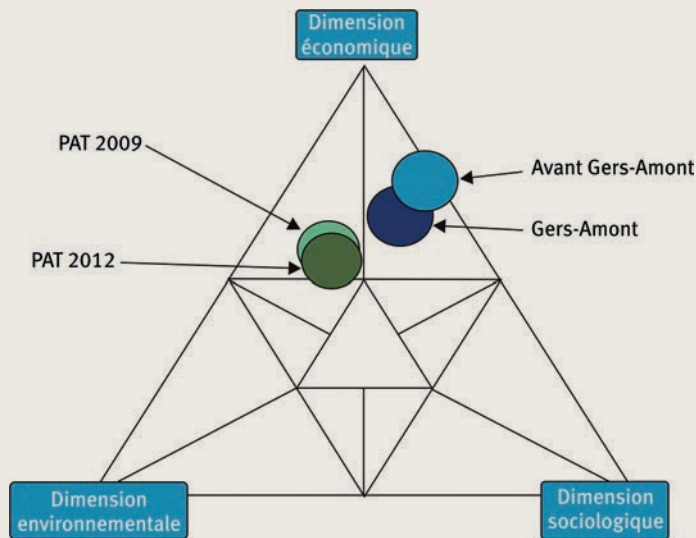 Dimension
économique
PAT 2009
Avant Gers-Amont
Gers-Amont
PAT 2012
Dimension
environnementale
Dimension
sociologique